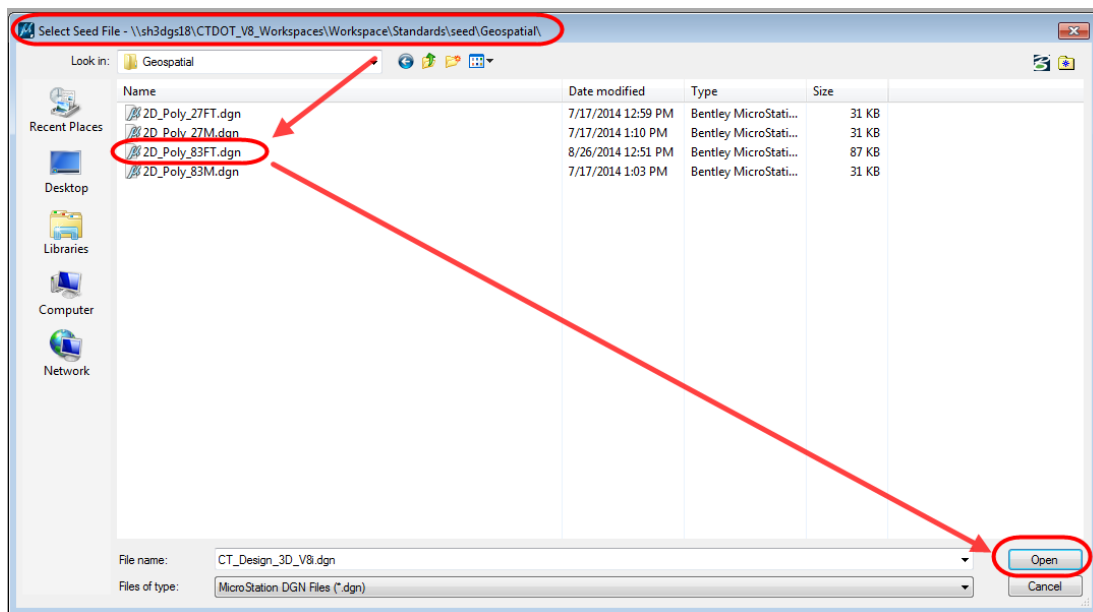 Select Seed File - \\sh3dgs18\CTDOT_V8_Workspaces\Workspace\Standards\seed\Geospatial\
Look in: Geospatial
Name Date modified Type Size
2D_Poly_27FT.dgn 7/17/2014 12:59 PM Bentley MicroStati... 31 KB
2D_Poly_27M.dgn 7/17/2014 1:10 PM Bentley MicroStati... 31 KB
2D_Poly_83FT.dgn 8/26/2014 12:51 PM Bentley MicroStati... 87 KB
2D_Poly_83M.dgn 7/17/2014 1:03 PM Bentley MicroStati... 31 KB
Recent Places
Desktop
Libraries
Computer
Network
File name: CT_Design_3D_V8i.dgn Open
Files of type: MicroStation DGN Files (*.dgn) Cancel